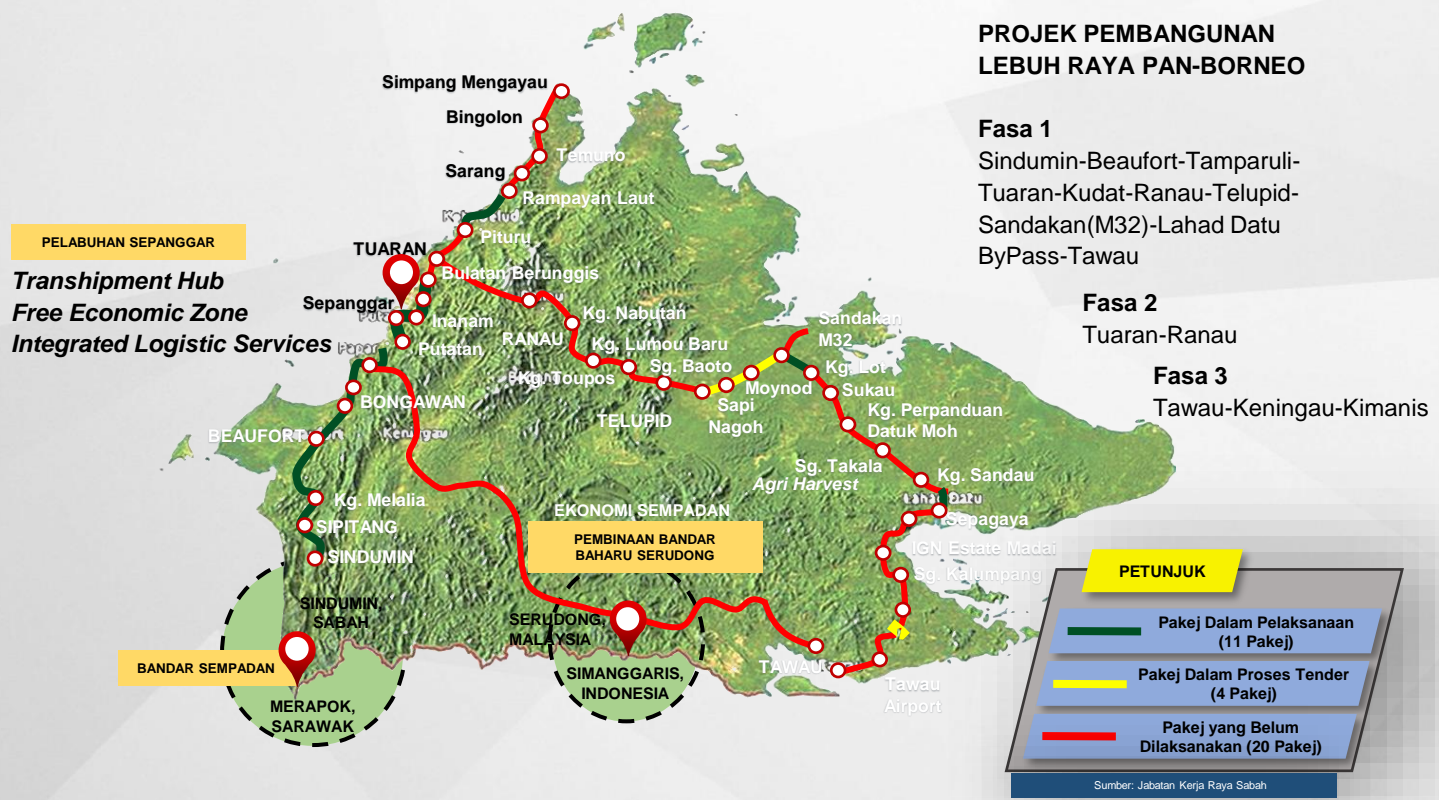 PROJEK PEMBANGUNAN
LEBUH RAYA PAN-BORNEO
Fasa 1
Sindumin-Beaufort-Tamparuli-
Tuaran-Kudat-Ranau-Telupid-
Sandakan(M32)-Lahad Datu
ByPass-Tawau
Fasa 2
Tuaran-Ranau
Fasa 3
Tawau-Keningau-Kimanis
PELABUHAN SEPANGGAR
Transhipment Hub
Free Economic Zone
Integrated Logistic Services
Simpang Mengayau
Bingolon
Temuno
Sarang
Rampayan Laut
Pituru
TUARAN
Bulatan Berunggis
Sepanggar
Inanam
Putatan
BONGAWAN
BEAUFORT
Keningau
Kg. Melalia
SIPITANG
SINDUMIN
RANAU
Kg. Nabutan
Kg. Lumou Baru
Kg. Toupos
Sg. Baoto
TELUPID
Sapi
Nagoh
Moynod
Sandakan
M32
Kg. Lot
Sukau
Kg. Perpanduan
Datuk Moh
Sg. Takala
Agri Harvest
Kg. Sandau
Lahad Datu
Sepagaya
IGN Estate Madai
Sg. Kalumpang
TAWAU
Tawau
Airport
EKONOMI SEMPADAN
PEMBINAAN BANDAR
BAHARU SERUDONG
SERUDONG,
MALAYSIA
SIMANGGARIS,
INDONESIA
SINDUMIN,
SABAH
BANDAR SEMPADAN
MERAPOK,
SARAWAK
PETUNJUK
Pakej Dalam Pelaksanaan
(11 Pakej)
Pakej Dalam Proses Tender
(4 Pakej)
Pakej yang Belum
Dilaksanakan (20 Pakej)
Sumber: Jabatan Kerja Raya Sabah